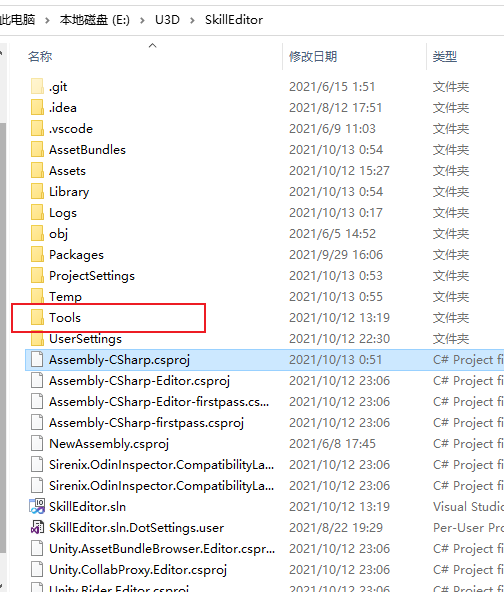 此电脑 > 本地磁盘 (E:) > U3D > SkillEditor
名称 修改日期 类型
.git 2021/6/15 1:51 文件夹
.idea 2021/8/12 17:51 文件夹
.vscode 2021/6/9 11:03 文件夹
AssetBundles 2021/10/13 0:54 文件夹
Assets 2021/10/12 15:27 文件夹
Library 2021/10/13 0:54 文件夹
Logs 2021/10/13 0:17 文件夹
obj 2021/6/5 14:52 文件夹
Packages 2021/9/29 16:06 文件夹
ProjectSettings 2021/10/13 0:53 文件夹
Temp 2021/10/13 0:55 文件夹
Tools 2021/10/12 13:19 文件夹
UserSettings 2021/10/12 22:30 文件夹
Assembly-CSharp.csproj 2021/10/13 0:51 C# Project fi
Assembly-CSharp-Editor.csproj 2021/10/12 23:06 C# Project fi
Assembly-CSharp-Editor-firstpass.cs... 2021/10/12 23:06 C# Project fi
Assembly-CSharp-firstpass.csproj 2021/10/12 23:06 C# Project fi
NewAssembly.csproj 2021/6/8 17:45 C# Project fi
Sirenix.OdinInspector.CompatibilityLa... 2021/10/12 23:06 C# Project fi
Sirenix.OdinInspector.CompatibilityLa... 2021/10/12 23:06 C# Project fi
SkillEditor.sln 2021/10/12 13:19 Visual Studio
SkillEditor.sln.DotSettings.user 2021/8/22 19:29 Per-User Pro
Unity.AssetBundleBrowser.Editor.cspr... 2021/10/12 23:06 C# Project fi
Unity.CollabProxy.Editor.csproj 2021/10/12 23:06 C# Project fi
Unity.Rider.Editor.csproj 2021/10/12 23:06 C# Project fi